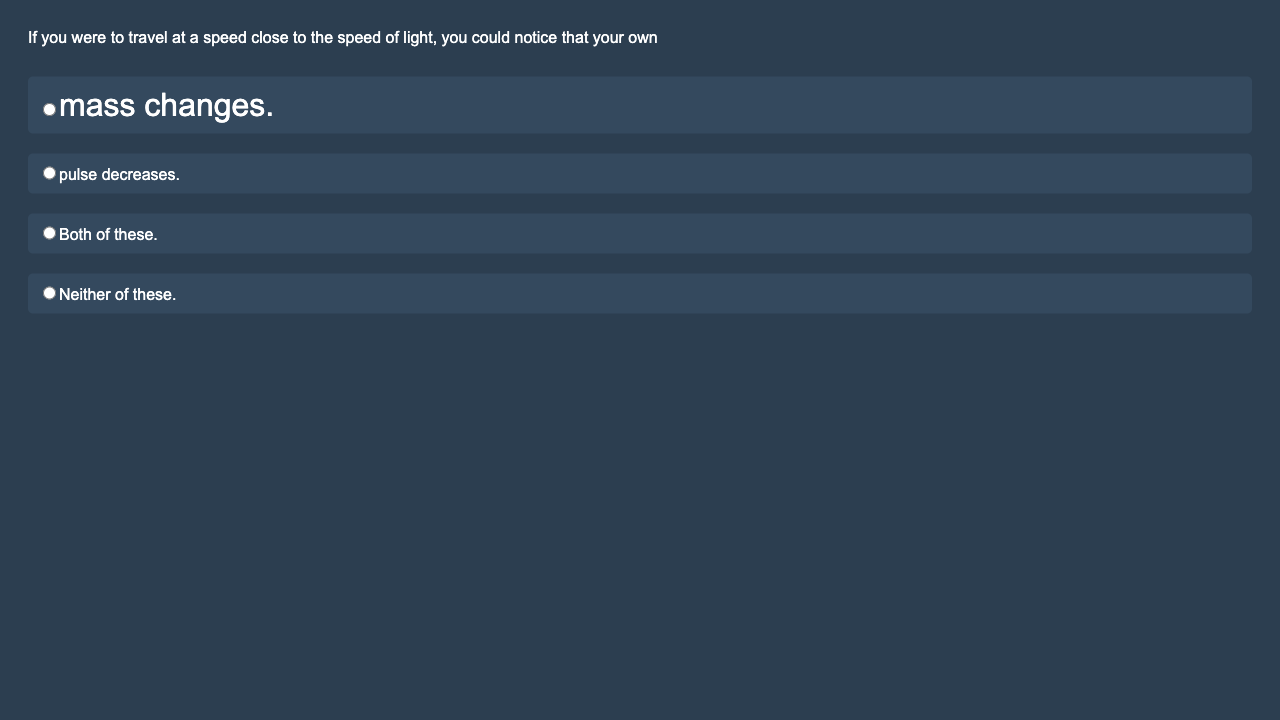 If you were to travel at a speed close to the speed of light, you could notice that your own
mass changes.
pulse decreases.
Both of these.
Neither of these.